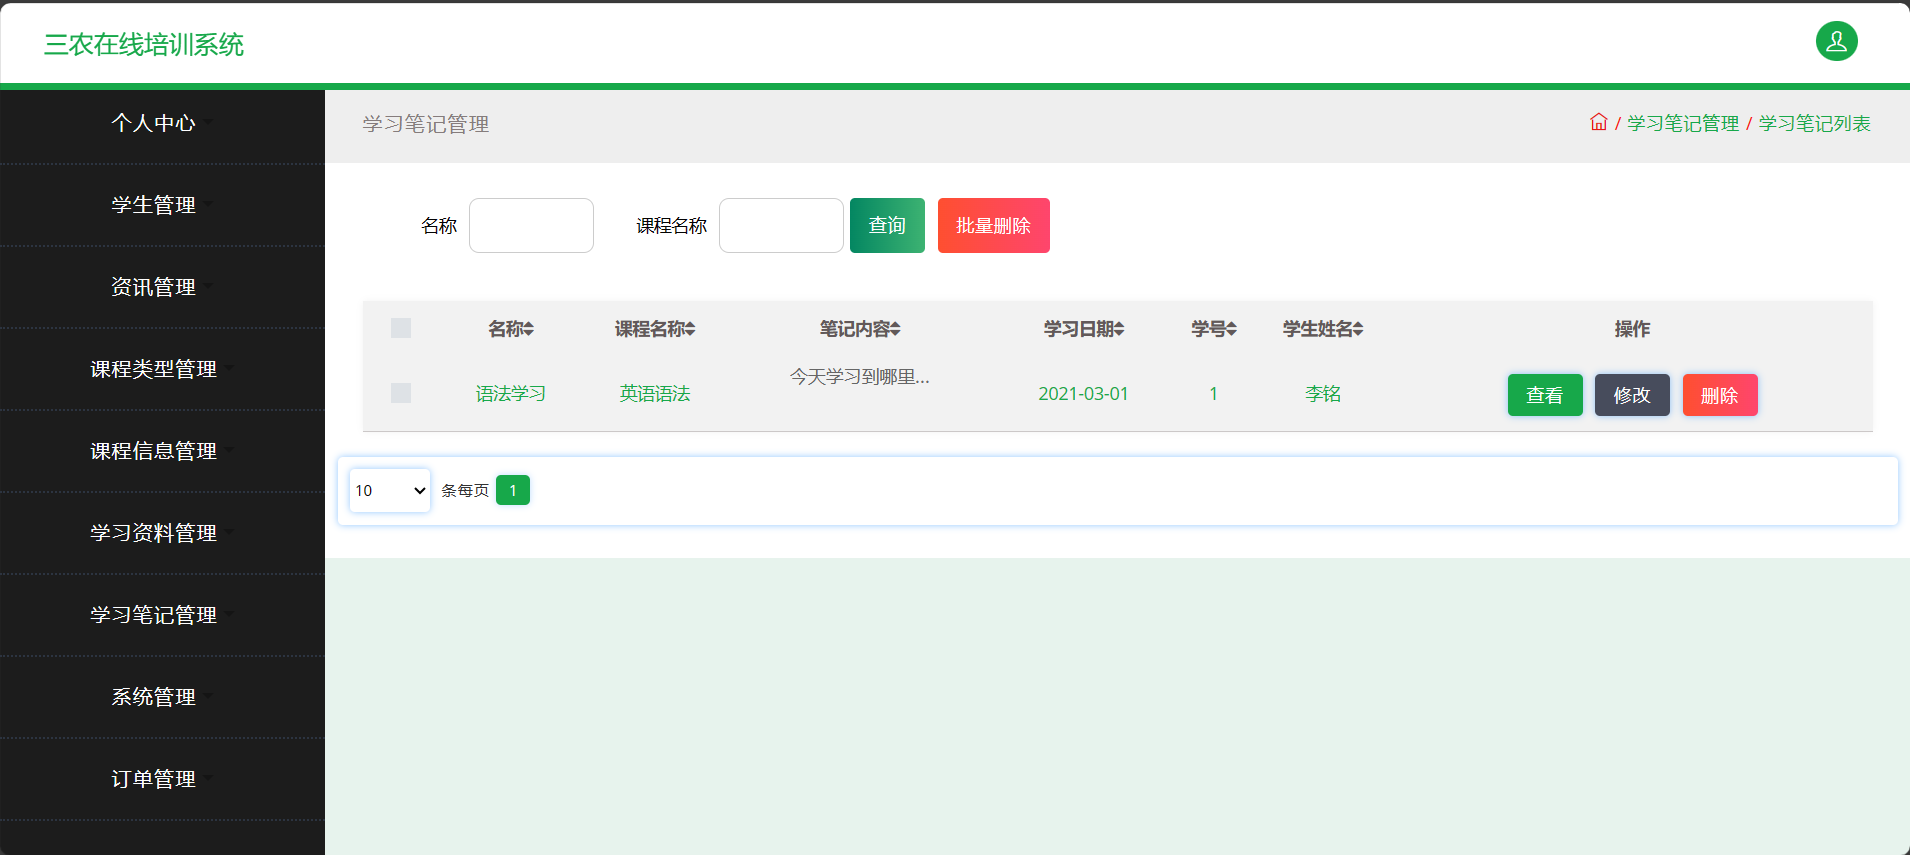 三农在线培训系统
个人中心
学生管理
资讯管理
课程类型管理
课程信息管理
学习资料管理
学习笔记管理
系统管理
订单管理
学习笔记管理
/ 学习笔记管理 / 学习笔记列表
名称 课程名称 查询 批量删除
名称 课程名称 笔记内容 学习日期 学号 学生姓名 操作
语法学习 英语语法 今天学习到哪里... 2021-03-01 1 李铭 查看 修改 删除
10 条每页 1